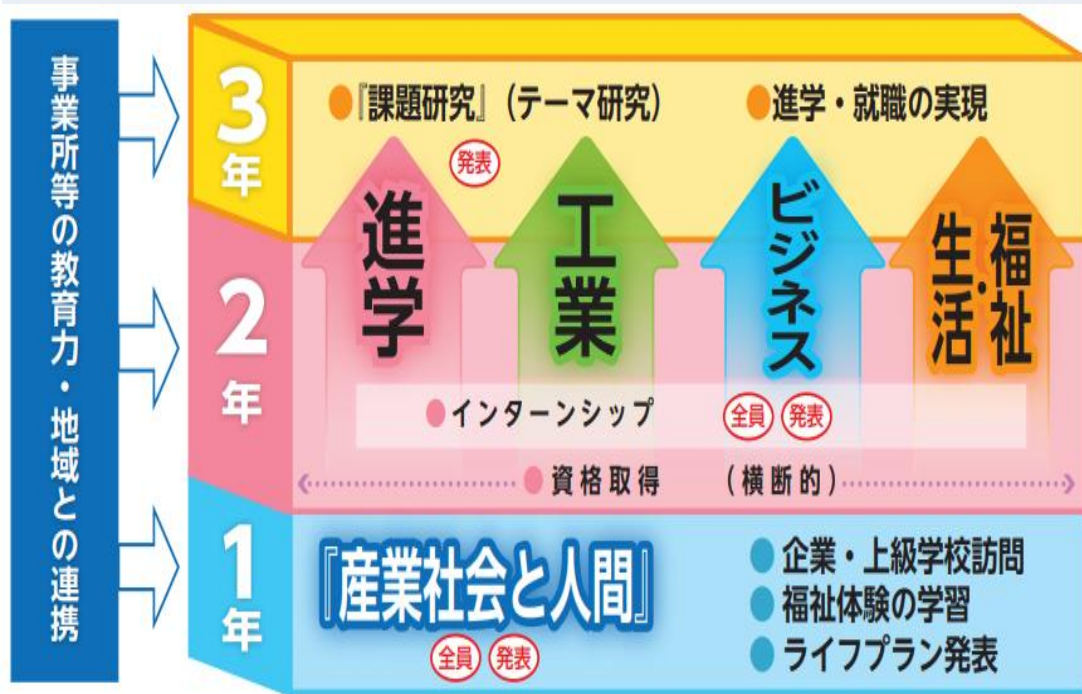 事業所等の教育力・地域との連携
3年
●『課題研究』(テーマ研究)
●進学・就職の実現
発表
進学
工業
ビジネス
福祉・生活
2年
●インターンシップ
全員 発表
●資格取得 (横断的)
1年
『産業社会と人間』
全員 発表
●企業・上級学校訪問
●福祉体験の学習
●ライフプラン発表